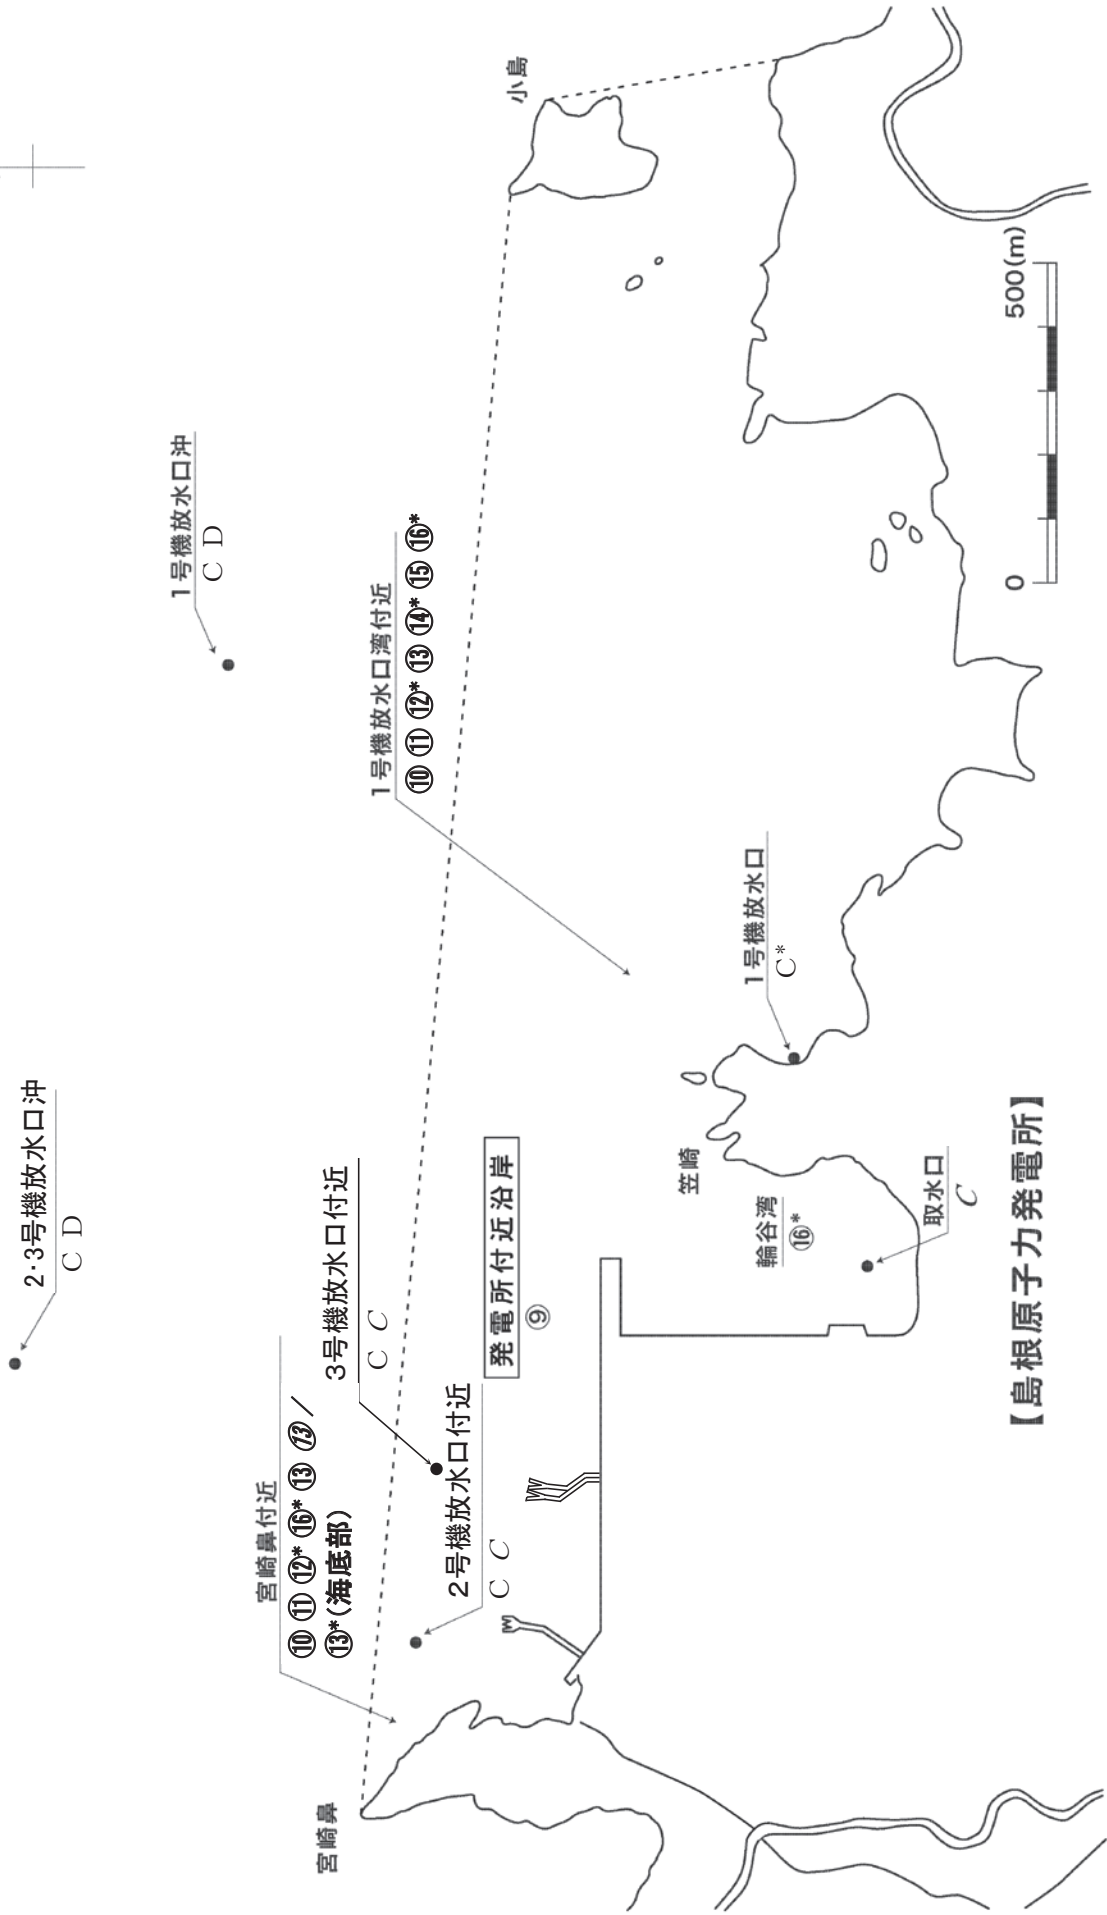 2・3号機放水口沖
C D
1号機放水口沖
C D
宮崎鼻付近
⑩ ⑪ ⑫* ⑯* ⑬ ⑬ /
⑬*(海底部)
3号機放水口付近
C C
1号機放水口湾付近
⑩ ⑪ ⑫* ⑬ ⑭* ⑮ ⑯*
小島
宮崎鼻
2号機放水口付近
C C
発電所付近沿岸
⑨
笠崎
輪谷湾
⑯*
1号機放水口
C*
取水口
C
【島根原子力発電所】
0
500(m)